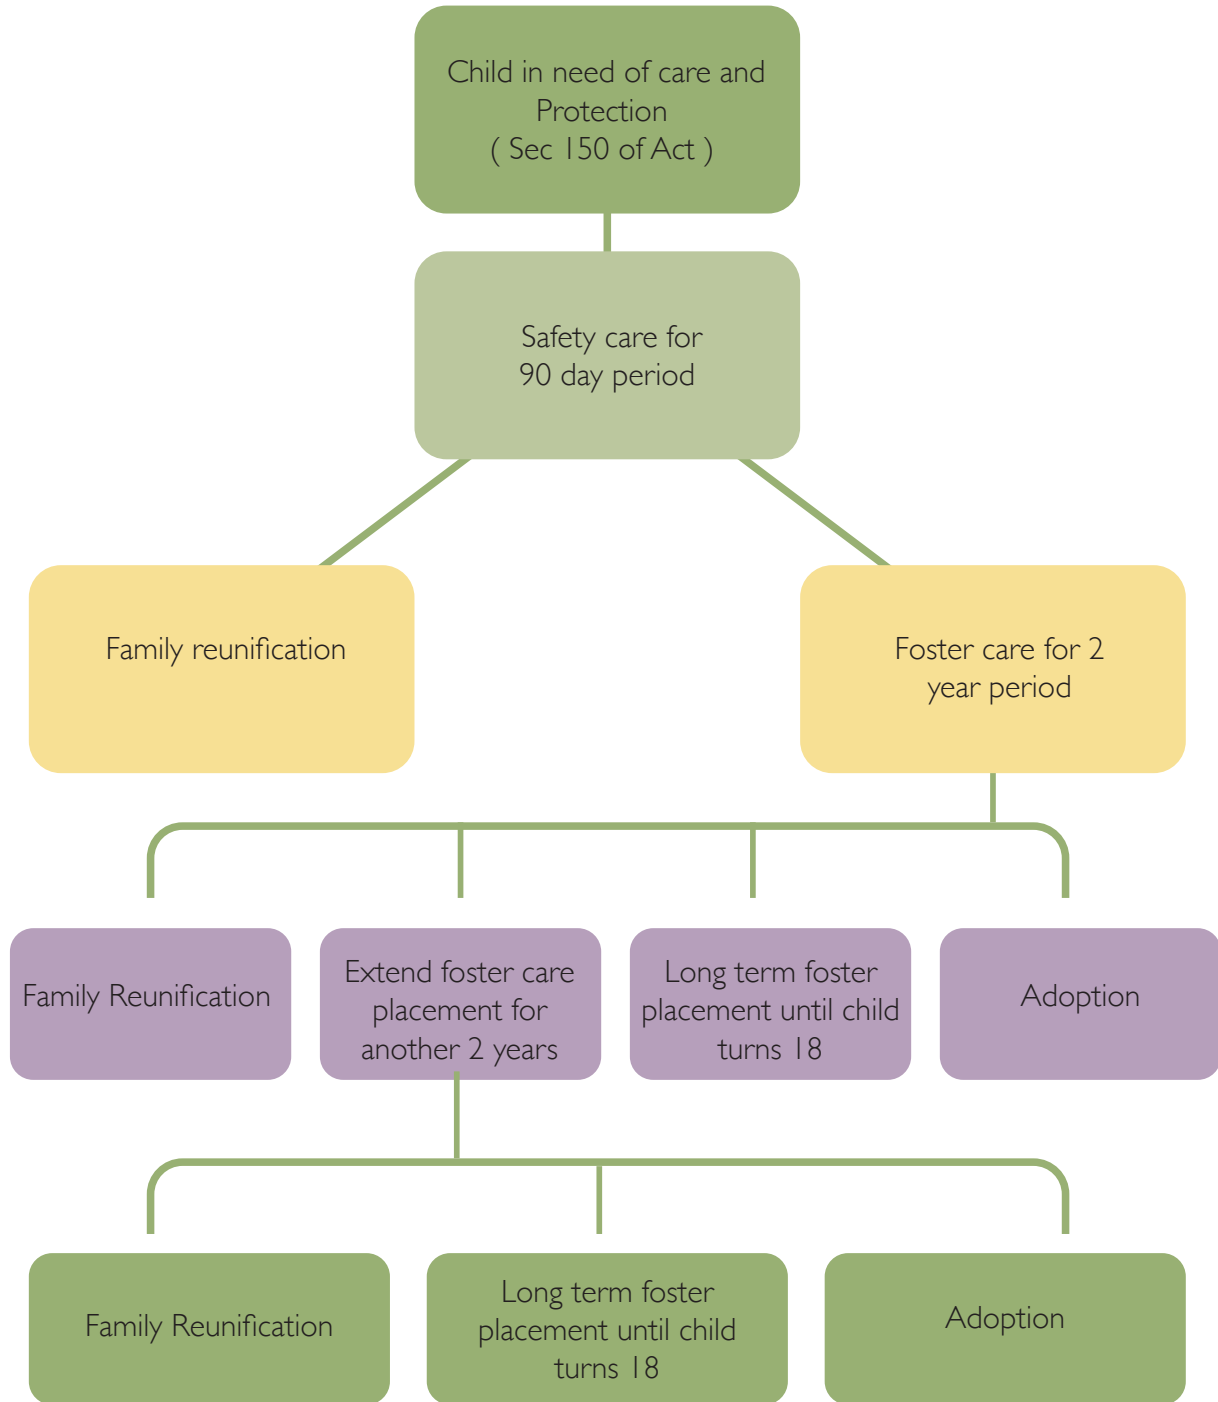 Child in need of care and
Protection
( Sec 150 of Act )
Safety care for
90 day period
Family reunification
Foster care for 2
year period
Family Reunification
Extend foster care
placement for
another 2 years
Long term foster
placement until child
turns 18
Adoption
Family Reunification
Long term foster
placement until child
turns 18
Adoption